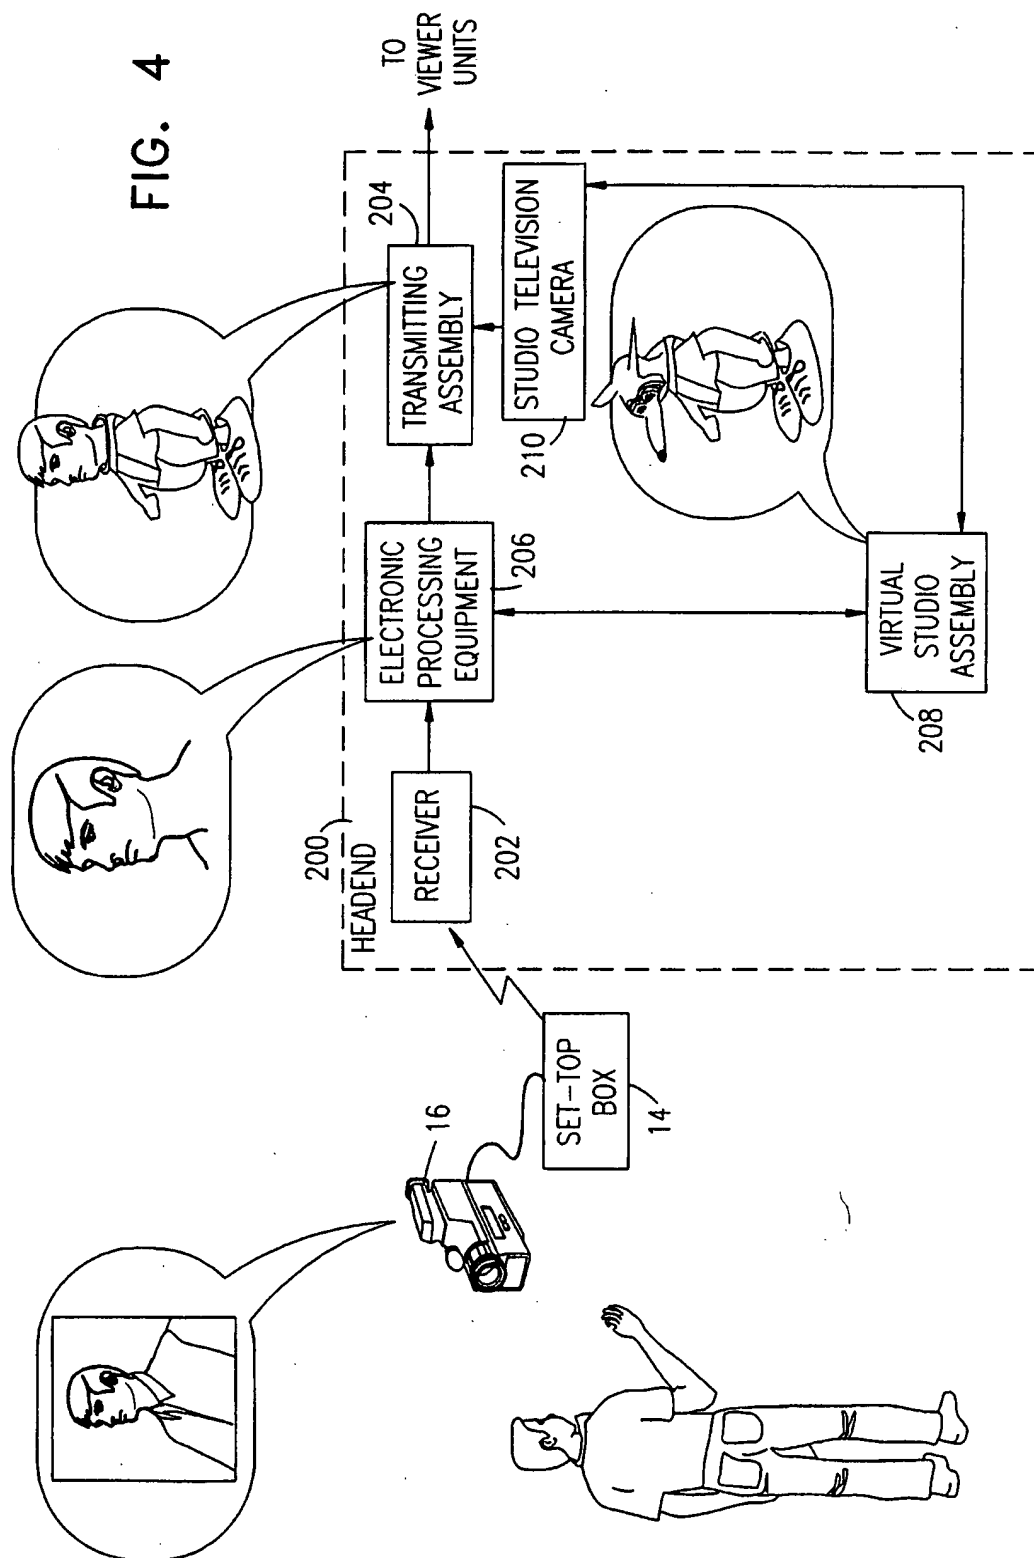 FIG. 4
16
SET-TOP
BOX
14
200
HEADEND
RECEIVER
202
ELECTRONIC
PROCESSING
EQUIPMENT
206
TRANSMITTING
ASSEMBLY
204
TO
VIEWER
UNITS
STUDIO TELEVISION
CAMERA
210
VIRTUAL
STUDIO
ASSEMBLY
208